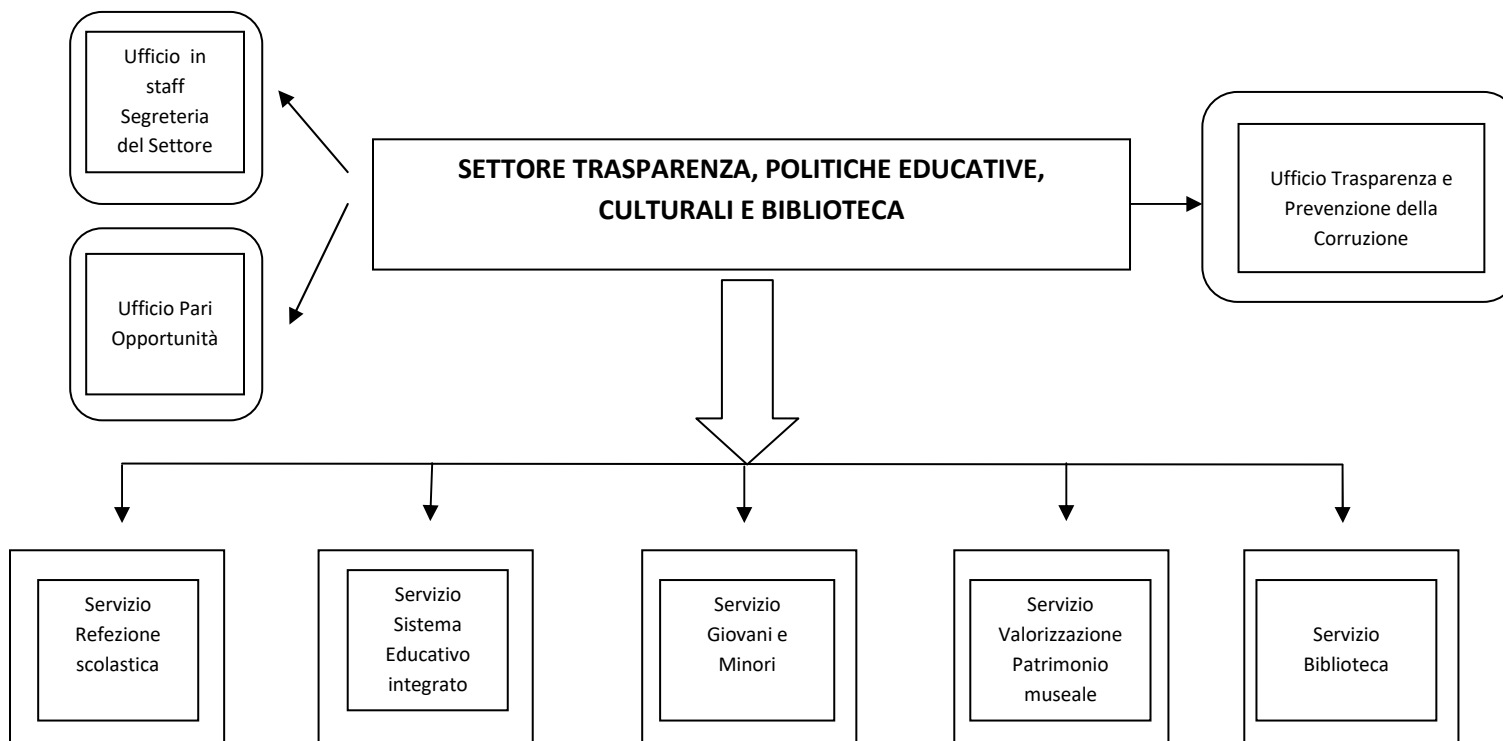 Ufficio in
staff
Segreteria
del Settore
SETTORE TRASPARENZA, POLITICHE EDUCATIVE,
CULTURALI E BIBLIOTECA
Ufficio Trasparenza e
Prevenzione della
Corruzione
Ufficio Pari
Opportunità
Servizio
Refezione
scolastica
Servizio
Sistema
Educativo
integrato
Servizio
Giovani e
Minori
Servizio
Valorizzazione
Patrimonio
museale
Servizio
Biblioteca